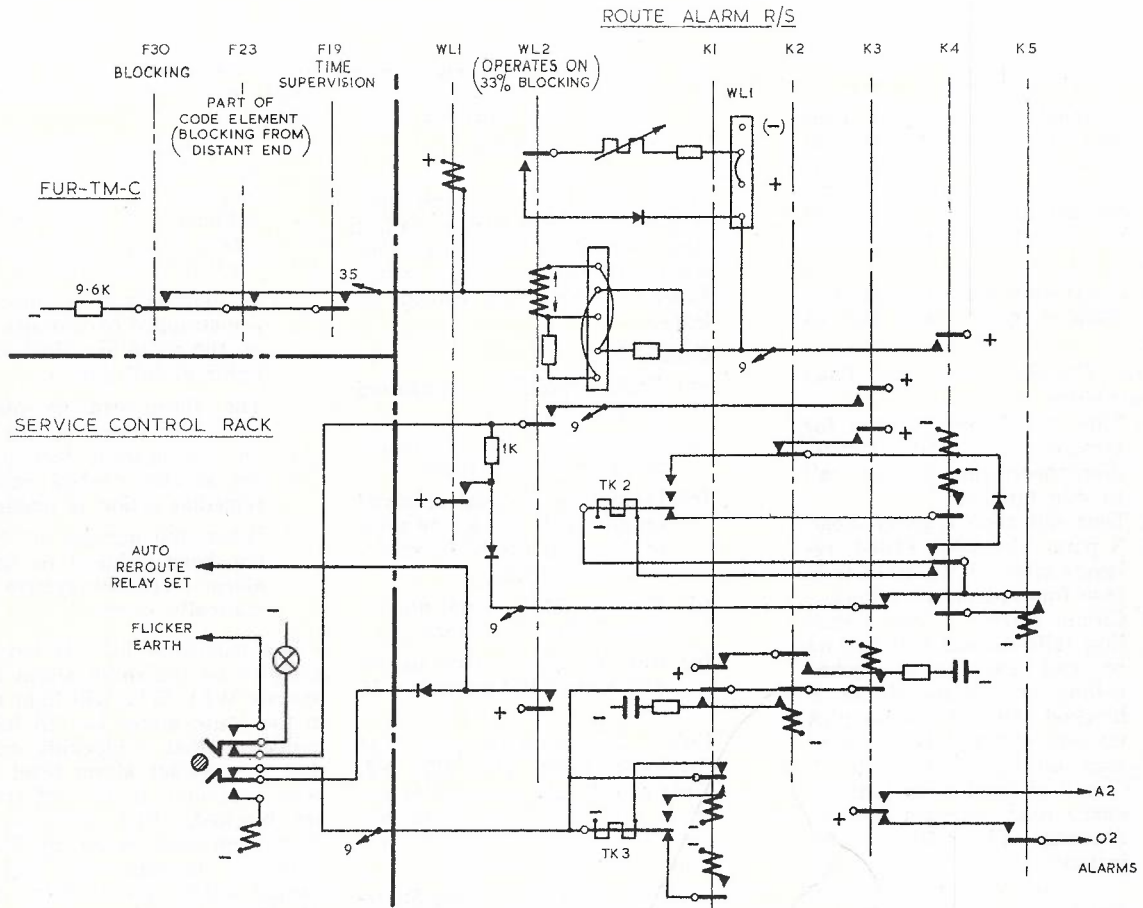 ROUTE ALARM R/S
F30 F23 F19 WL1 WL2 K1 K2 K3 K4 K5
BLOCKING
TIME
SUPERVISION
(OPERATES ON
33% BLOCKING)
PART OF
CODE ELEMENT
(BLOCKING FROM
DISTANT END)
WL1
(-)
+
+
FUR-TM-C
35
9·6K
-
+
9
+
SERVICE CONTROL RACK
9
+
-
1K
+
TK 2
-
-
AUTO
REROUTE
RELAY SET
9
FLICKER
EARTH
-
-
-
+
-
+
-
-
-
+
A2
TK3
9
-
-
O2
ALARMS